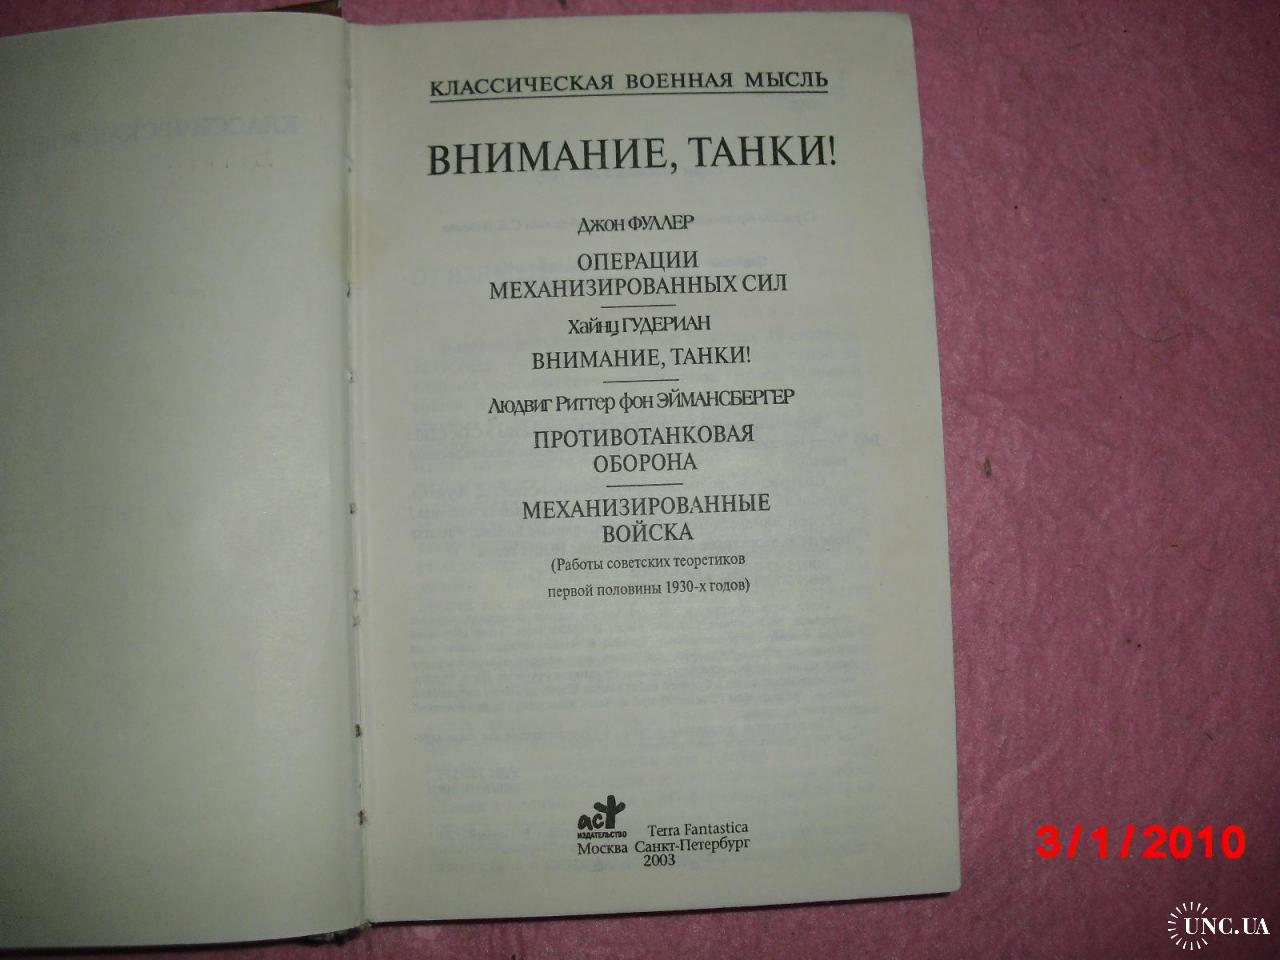 КЛАССИЧЕСКАЯ ВОЕННАЯ МЫСЛЬ
ВНИМАНИЕ, ТАНКИ!
Джон ФУЛЛЕР
ОПЕРАЦИИ
МЕХАНИЗИРОВАННЫХ СИЛ
Хайнц ГУДЕРИАН
ВНИМАНИЕ, ТАНКИ!
Людвиг Риттер фон ЭЙМАНСБЕРГЕР
ПРОТИВОТАНКОВАЯ
ОБОРОНА
МЕХАНИЗИРОВАННЫЕ
ВОЙСКА
(Работы советских теоретиков
первой половины 1930-х годов)
аст
ИЗДАТЕЛЬСТВО Terra Fantastica
Москва Санкт-Петербург
2003
3/1/2010
UNC.UA